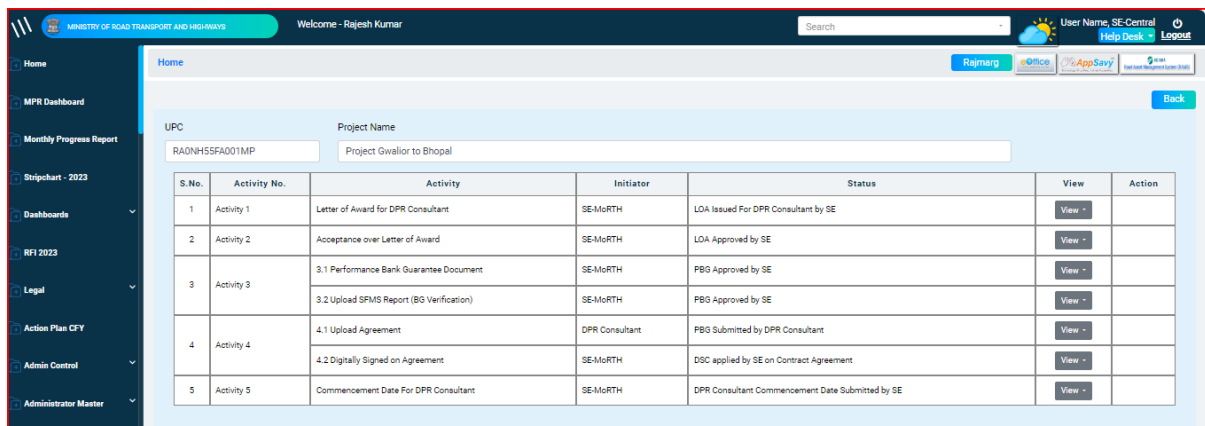 MINISTRY OF ROAD TRANSPORT AND HIGHWAYS
Welcome - Rajesh Kumar
Search
User Name, SE-Central
Help Desk
Logout
Home
MPR Dashboard
Monthly Progress Report
Stripchart - 2023
Dashboards
RFI 2023
Legal
Action Plan CFY
Admin Control
Administrator Master
Home
Rajmarg
eOffice
AppSavy
Back
UPC
Project Name
RA0NH55FA001MP
Project Gwalior to Bhopal
S.No. Activity No. Activity Initiator Status View Action
1 Activity 1 Letter of Award for DPR Consultant SE-MoRTH LOA Issued For DPR Consultant by SE View
2 Activity 2 Acceptance over Letter of Award SE-MoRTH LOA Approved by SE View
3 Activity 3 3.1 Performance Bank Guarantee Document SE-MoRTH PBG Approved by SE View
3.2 Upload SFMS Report (BG Verification) SE-MoRTH PBG Approved by SE View
4 Activity 4 4.1 Upload Agreement DPR Consultant PBG Submitted by DPR Consultant View
4.2 Digitally Signed on Agreement SE-MoRTH DSC applied by SE on Contract Agreement View
5 Activity 5 Commencement Date For DPR Consultant SE-MoRTH DPR Consultant Commencement Date Submitted by SE View